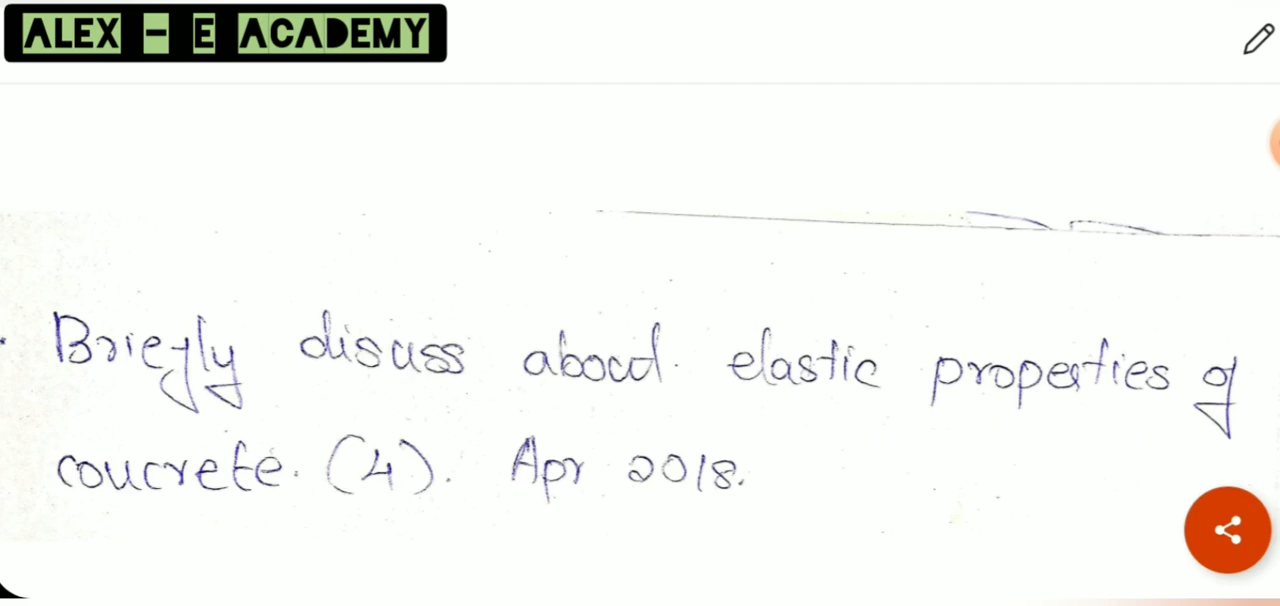 ALEX - E ACADEMY
Briefly discuss about elastic properties of
concrete. (4). Apr 2018.